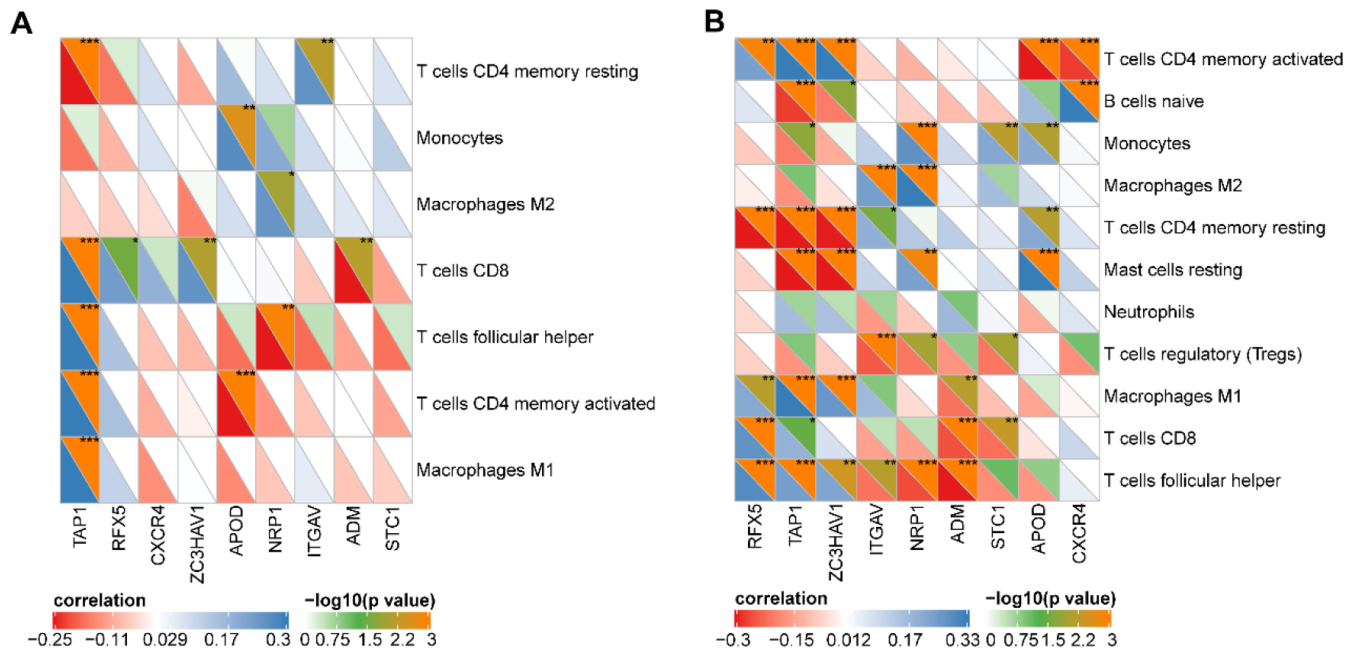 A
***
**
T cells CD4 memory resting
**
Monocytes
*
Macrophages M2
***
*
**
**
T cells CD8
***
**
T cells follicular helper
***
***
T cells CD4 memory activated
***
Macrophages M1
TAP1
RFX5
CXCR4
ZC3HAV1
APOD
NRP1
ITGAV
ADM
STC1
correlation
−0.25 −0.11 0.029 0.17 0.3
−log10(p value)
0 0.75 1.5 2.2 3
B
** *** *** *** ***
T cells CD4 memory activated
*** * ***
B cells naive
* *** ** **
Monocytes
*** ***
Macrophages M2
*** *** *** * **
T cells CD4 memory resting
*** *** ** ***
Mast cells resting
Neutrophils
*** * *
T cells regulatory (Tregs)
** *** *** **
Macrophages M1
*** * *** **
T cells CD8
*** *** ** ** *** ***
T cells follicular helper
RFX5
TAP1
ZC3HAV1
ITGAV
NRP1
ADM
STC1
APOD
CXCR4
correlation
−0.3 −0.15 0.012 0.17 0.33
−log10(p value)
0 0.75 1.5 2.2 3